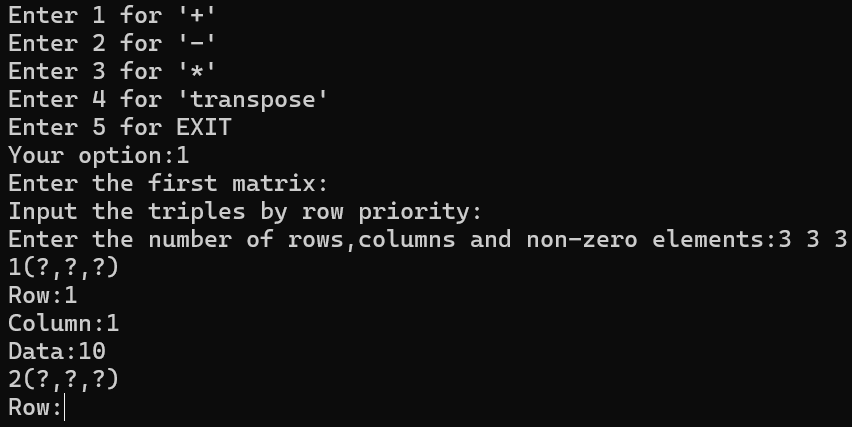 Enter 1 for '+'
Enter 2 for '-'
Enter 3 for '*'
Enter 4 for 'transpose'
Enter 5 for EXIT
Your option:1
Enter the first matrix:
Input the triples by row priority:
Enter the number of rows,columns and non-zero elements:3 3 3
1(?,?,?)
Row:1
Column:1
Data:10
2(?,?,?)
Row: